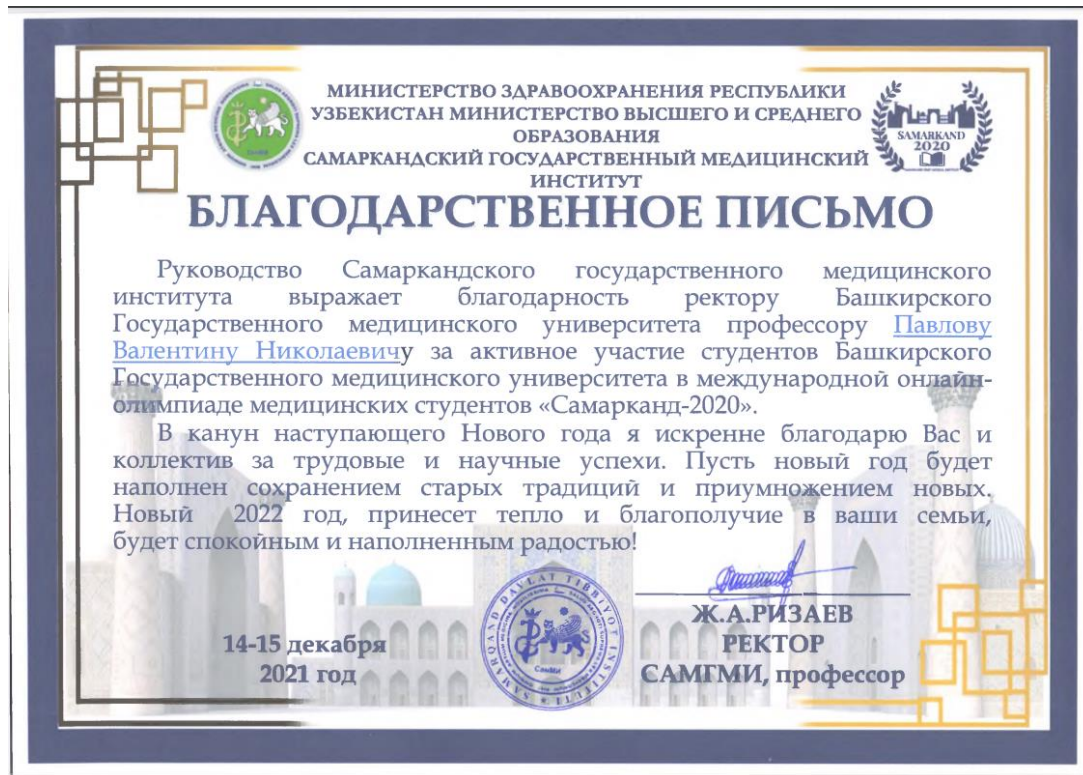 МИНИСТЕРСТВО ЗДРАВООХРАНЕНИЯ РЕСПУБЛИКИ
УЗБЕКИСТАН МИНИСТЕРСТВО ВЫСШЕГО И СРЕДНЕГО
ОБРАЗОВАНИЯ
САМАРКАНДСКИЙ ГОСУДАРСТВЕННЫЙ МЕДИЦИНСКИЙ
ИНСТИТУТ
SAMARKAND
2020
БЛАГОДАРСТВЕННОЕ ПИСЬМО
Руководство Самаркандского государственного медицинского
института выражает благодарность ректору Башкирского
Государственного медицинского университета профессору Павлову
Валентину Николаевичу за активное участие студентов Башкирского
Государственного медицинского университета в международной онлайн-
олимпиаде медицинских студентов «Самарканд-2020».
В канун наступающего Нового года я искренне благодарю Вас и
коллектив за трудовые и научные успехи. Пусть новый год будет
наполнен сохранением старых традиций и приумножением новых.
Новый 2022 год, принесет тепло и благополучие в ваши семьи,
будет спокойным и наполненным радостью!
14-15 декабря
2021 год
SAMARQAND DAVLAT TIBBIYOT INSTITUTI
Ж.А.РИЗАЕВ
РЕКТОР
САМГМИ, профессор